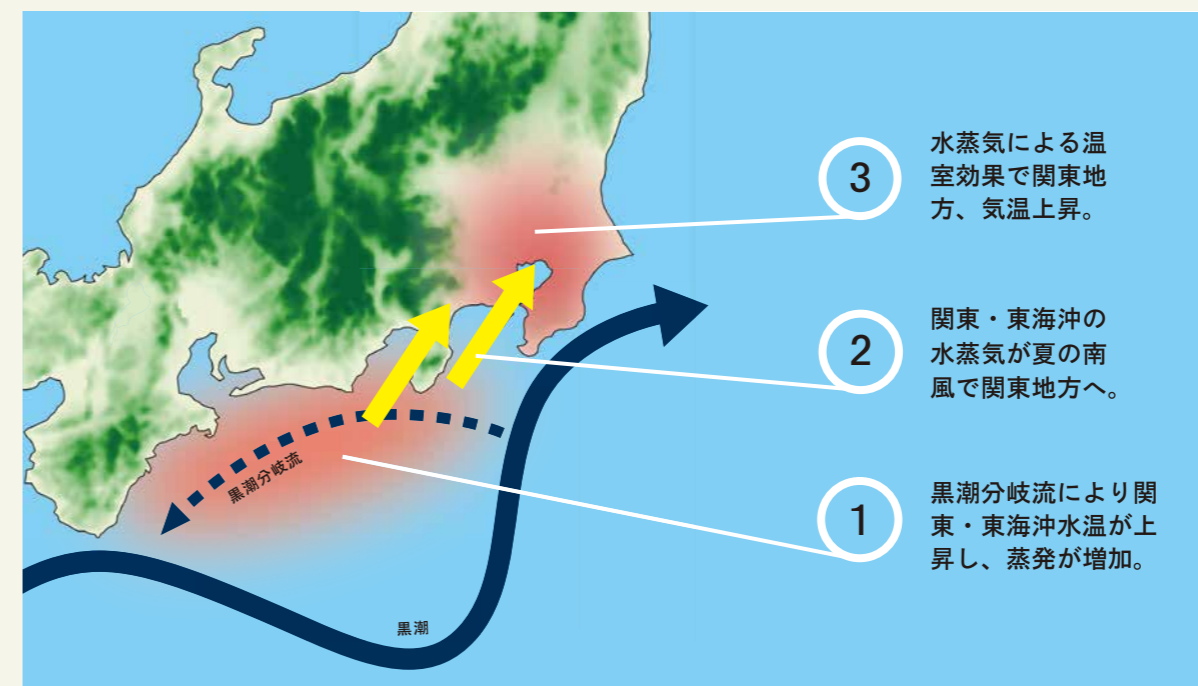 3
水蒸気による温
室効果で関東地
方、気温上昇。
2
関東・東海沖の
水蒸気が夏の南
風で関東地方へ。
1
黒潮分岐流により関
東・東海沖水温が上
昇し、蒸発が増加。
黒潮分岐流
黒潮